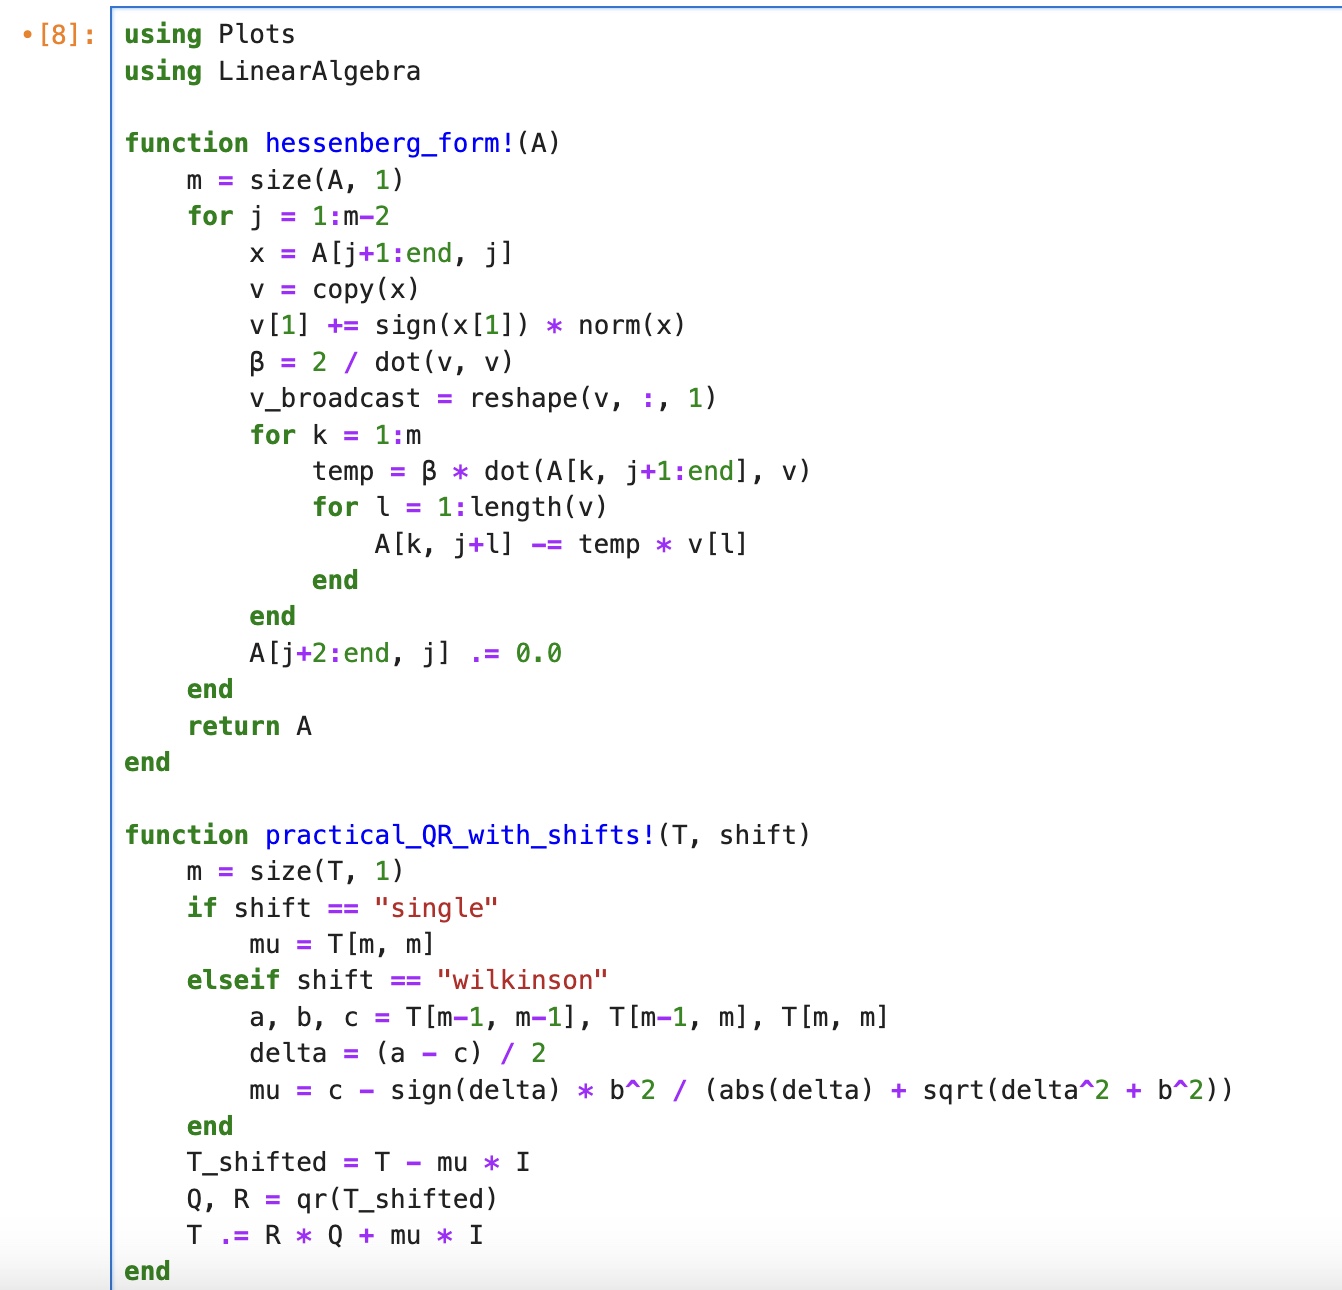 •[8]:
using Plots
using LinearAlgebra

function hessenberg_form!(A)
    m = size(A, 1)
    for j = 1:m-2
        x = A[j+1:end, j]
        v = copy(x)
        v[1] += sign(x[1]) * norm(x)
        β = 2 / dot(v, v)
        v_broadcast = reshape(v, :, 1)
        for k = 1:m
            temp = β * dot(A[k, j+1:end], v)
            for l = 1:length(v)
                A[k, j+l] -= temp * v[l]
            end
        end
        A[j+2:end, j] .= 0.0
    end
    return A
end

function practical_QR_with_shifts!(T, shift)
    m = size(T, 1)
    if shift == "single"
        mu = T[m, m]
    elseif shift == "wilkinson"
        a, b, c = T[m-1, m-1], T[m-1, m], T[m, m]
        delta = (a - c) / 2
        mu = c - sign(delta) * b^2 / (abs(delta) + sqrt(delta^2 + b^2))
    end
    T_shifted = T - mu * I
    Q, R = qr(T_shifted)
    T .= R * Q + mu * I
end